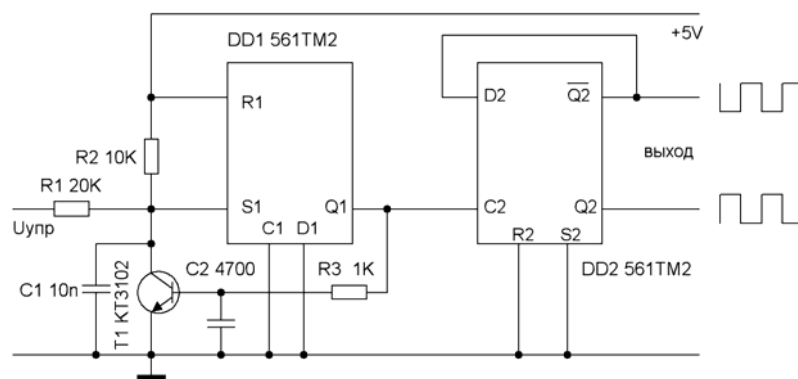 DD1 561TM2
+5V
R1
D2
Q2
R2 10K
выход
R1 20K
S1
Q1
C2
Q2
Uупр
C1
D1
R2
S2
C2 4700
R3 1K
DD2 561TM2
C1 10n
T1 КТ3102